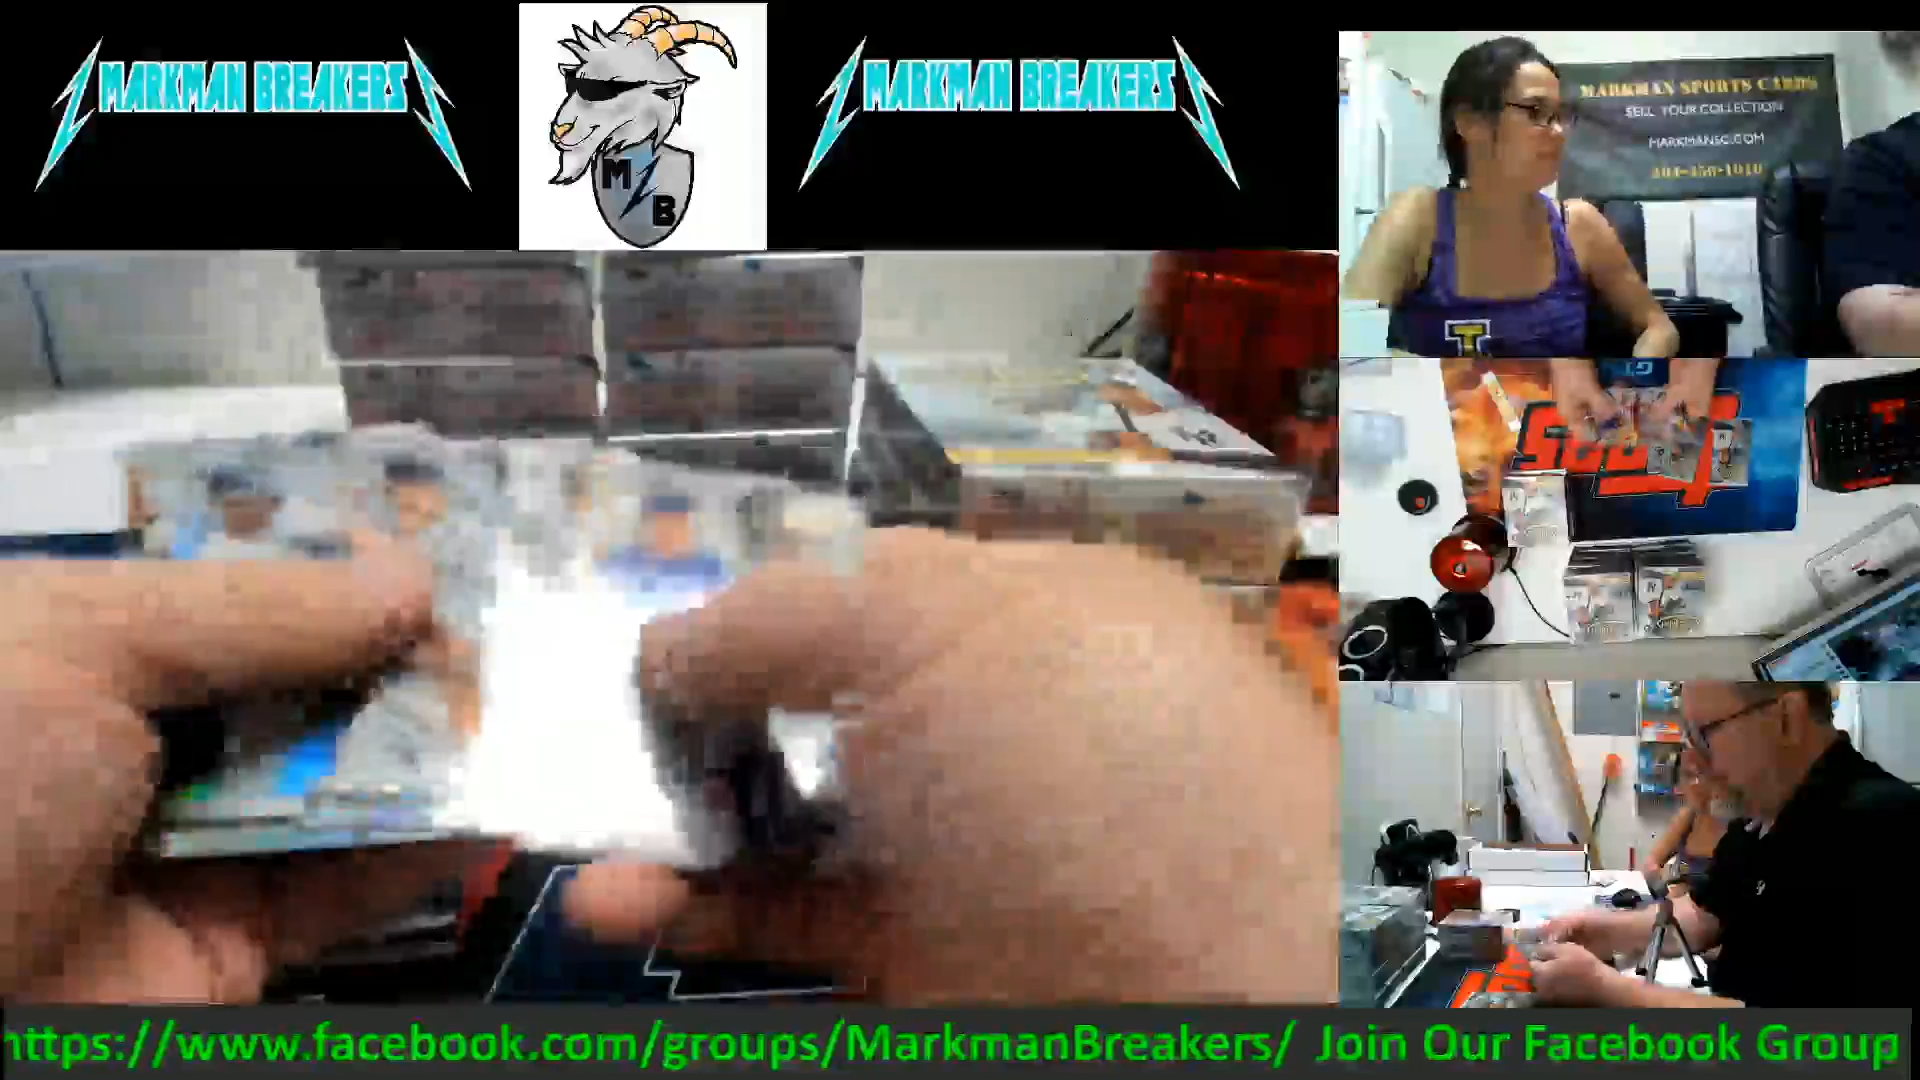 MARKMAN BREAKERS
M B
MARKMAN BREAKERS
MARKMAN SPORTS CARDS
SELL YOUR COLLECTION
MARKMANSC.COM
https://www.facebook.com/groups/MarkmanBreakers/ Join Our Facebook Group